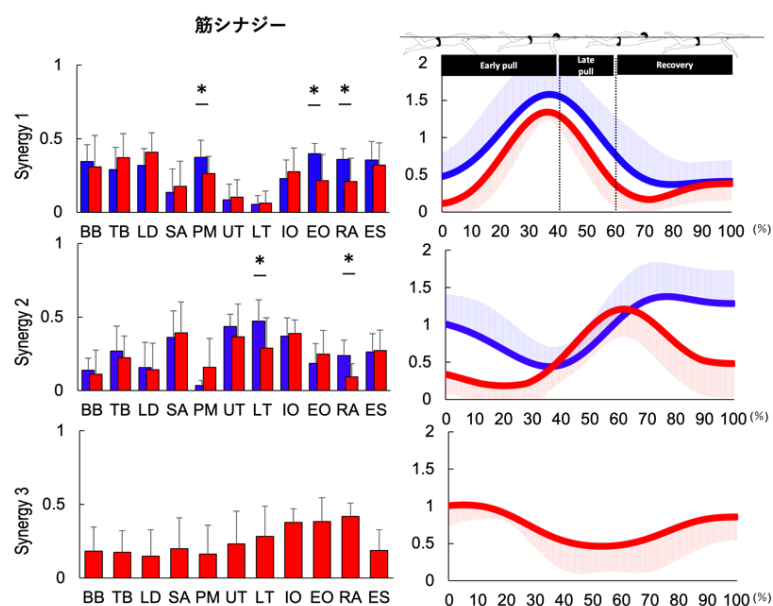 筋シナジー
Early pull
Late
pull
Recovery
Synergy 1
1
0.5
0
* * *
BB TB LD SA PM UT LT IO EO RA ES
2
1.5
1
0.5
0
0 10 20 30 40 50 60 70 80 90 100 (%)
Synergy 2
1
0.5
0
* *
BB TB LD SA PM UT LT IO EO RA ES
2
1.5
1
0.5
0
0 10 20 30 40 50 60 70 80 90 100 (%)
Synergy 3
1
0.5
0
BB TB LD SA PM UT LT IO EO RA ES
2
1.5
1
0.5
0
0 10 20 30 40 50 60 70 80 90 100 (%)